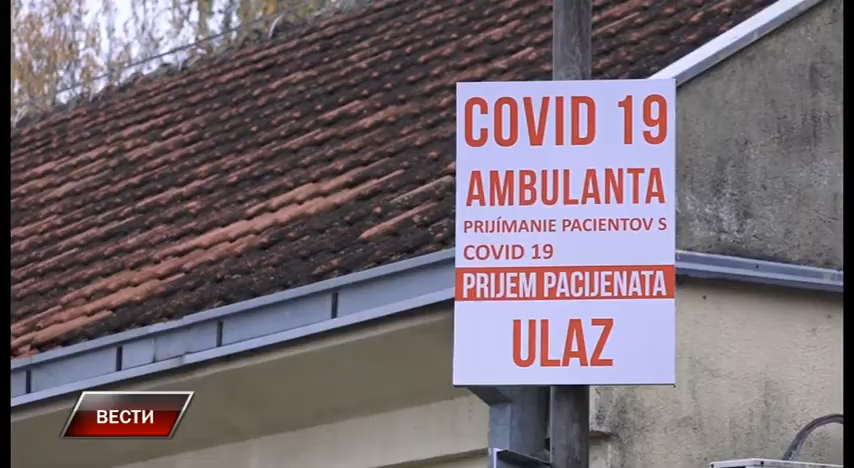 COVID 19
AMBULANTA
PRIJÍMANIE PACIENTOV S
COVID 19
PRIJEM PACIJENATA
ULAZ
ВЕСТИ